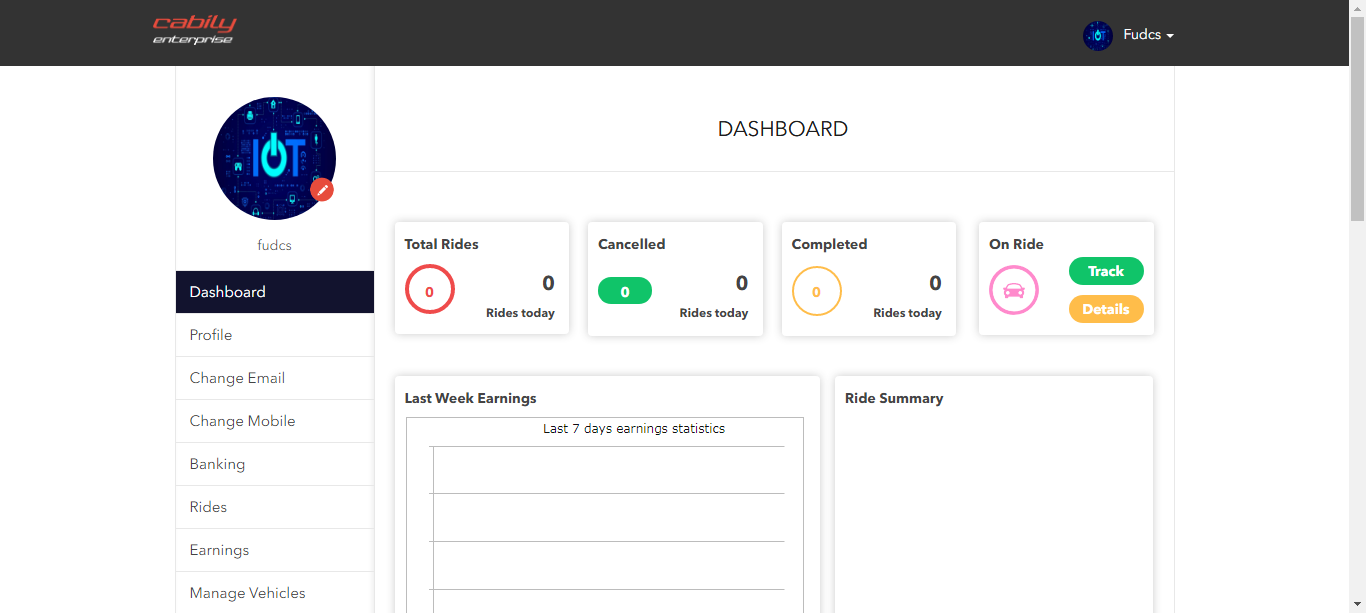 cabily
enterprise
Fudcs
IOT
fudcs
Dashboard
Profile
Change Email
Change Mobile
Banking
Rides
Earnings
Manage Vehicles
DASHBOARD
Total Rides
0
0
Rides today
Cancelled
0
0
Rides today
Completed
0
0
Rides today
On Ride
Track
Details
Last Week Earnings
Last 7 days earnings statistics
Ride Summary